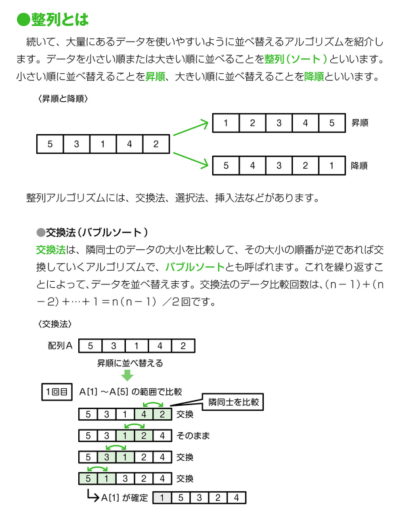 ●整列とは
続いて、大量にあるデータを使いやすいように並べ替えるアルゴリズムを紹介し
ます。データを小さい順または大きい順に並べることを整列（ソート）といいます。
小さい順に並べ替えることを昇順、大きい順に並べ替えることを降順といいます。
〈昇順と降順〉
1 2 3 4 5 昇順
5 3 1 4 2
5 4 3 2 1 降順
整列アルゴリズムには、交換法、選択法、挿入法などがあります。
●交換法（バブルソート）
交換法は、隣同士のデータの大小を比較して、その大小の順番が逆であれば交
換していくアルゴリズムで、バブルソートとも呼ばれます。これを繰り返すこ
とによって、データを並べ替えます。交換法のデータ比較回数は、（n－1）＋（n
－2）＋…＋1＝n（n－1）／2回です。
〈交換法〉
配列A 5 3 1 4 2
昇順に並べ替える
1回目 A［1］～A［5］の範囲で比較
隣同士を比較
5 3 1 4 2 交換
5 3 1 2 4 そのまま
5 3 1 2 4 交換
5 1 3 2 4 交換
A［1］が確定 1 5 3 2 4